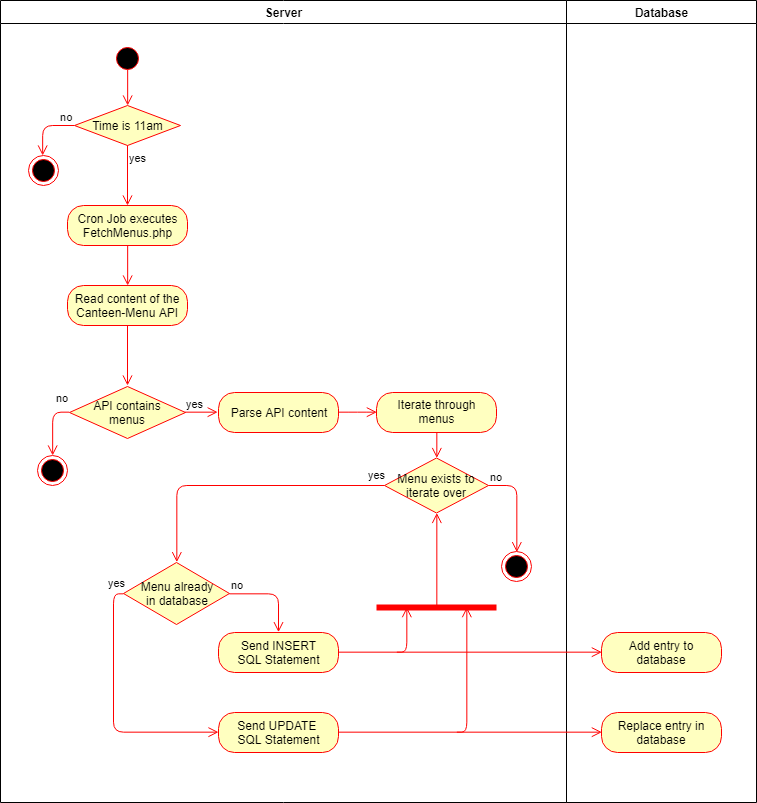 Server
Database
no
Time is 11am
yes
Cron Job executes
FetchMenus.php
Read content of the
Canteen-Menu API
no
API contains
menus
yes
Parse API content
Iterate through
menus
yes
Menu exists to
iterate over
no
yes
Menu already
in database
no
Send INSERT
SQL Statement
Add entry to
database
Send UPDATE
SQL Statement
Replace entry in
database